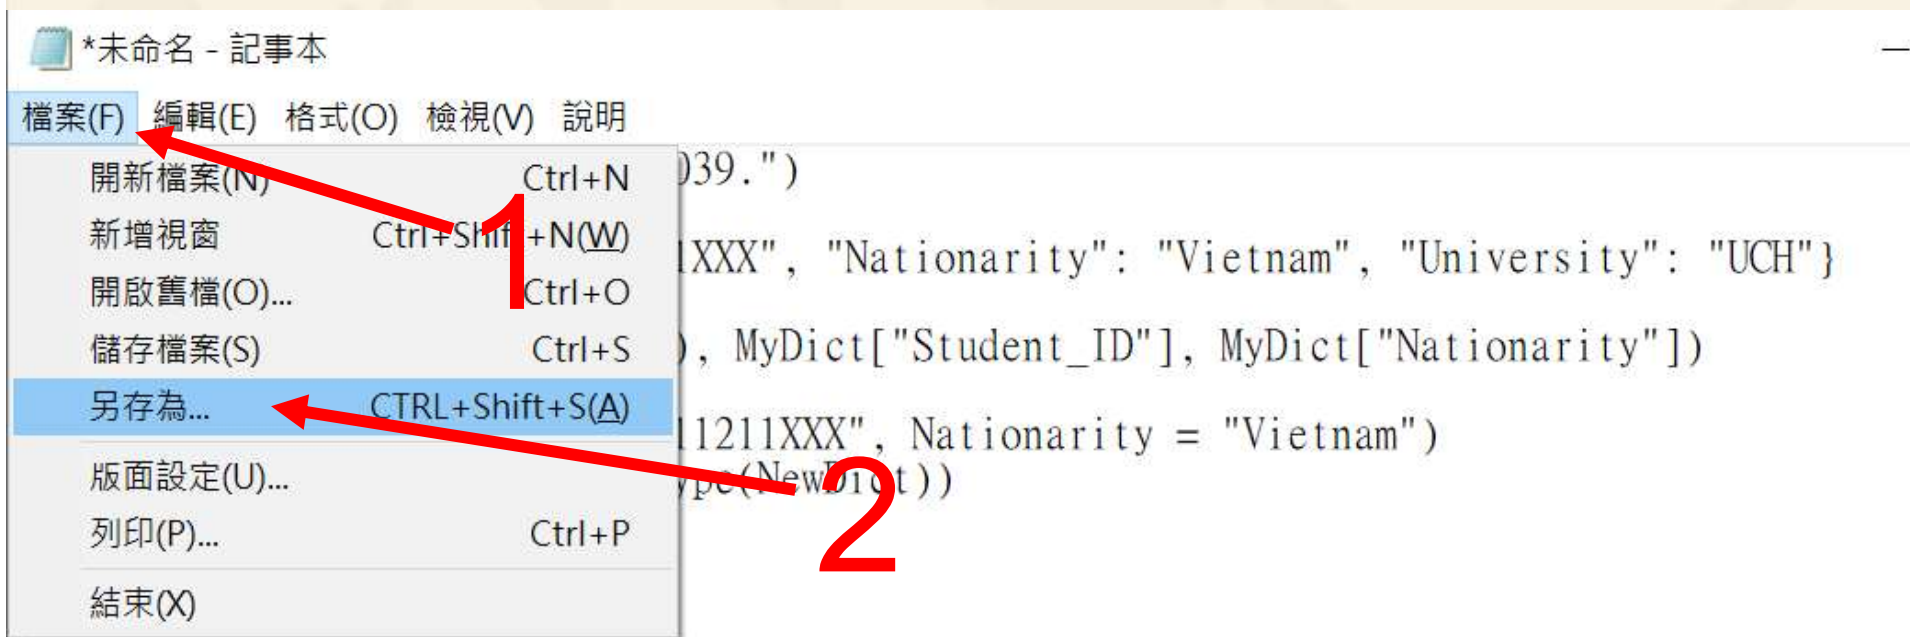 *未命名 - 記事本
檔案(F) 編輯(E) 格式(O) 檢視(V) 說明
開新檔案(N) Ctrl+N
新增視窗 Ctrl+Shift+N(W)
開啟舊檔(O)... Ctrl+O
儲存檔案(S) Ctrl+S
另存為... CTRL+Shift+S(A)
版面設定(U)...
列印(P)... Ctrl+P
結束(X)
039.")
1XXX", "Nationarity": "Vietnam", "University": "UCH"}
), MyDict["Student_ID"], MyDict["Nationarity"])
11211XXX", Nationarity = "Vietnam")
ype(NewDict))
1
2